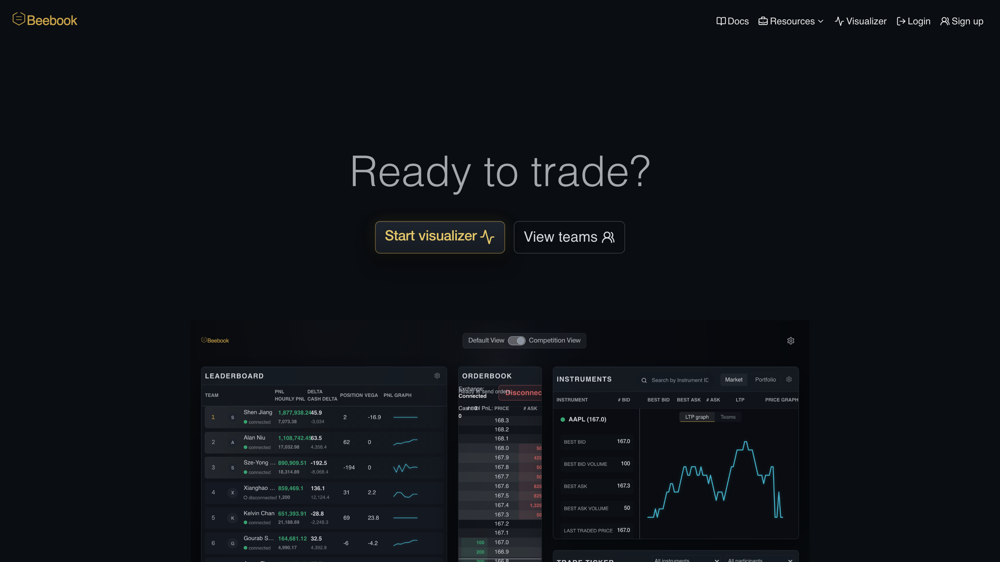 Beebook
Docs Resources Visualizer Login Sign up
Ready to trade?
Start visualizer View teams
Beebook
Default View Competition View
LEADERBOARD
TEAM PNL HOURLY PNL DELTA CASH DELTA POSITION VEGA PNL GRAPH
1 S Shen Jiang 1,877,938.24 45.9 2 -16.9
connected 7,073.38 -3,034
2 A Alan Niu 1,108,742.45 63.5 62 0
connected 17,032.98 4,358.4
3 S Sze-Yong ... 890,909.51 -192.5 -194 0
connected 18,314.89 -8,068.4
4 X Xianghao ... 859,469.1 136.1 31 2.2
disconnected 1,200 12,124.4
5 K Kelvin Chan 651,393.91 -28.8 69 23.8
connected 21,188.69 -2,248.3
6 G Gourab S... 164,681.12 32.5 -6 -4.2
connected 4,990.17 4,392.8
ORDERBOOK
Exchange:
Ready to send orders.
Connected
Disconnec
PnL: PRICE # ASK
0
168.3
168.2
168.1
168.0 50
167.9 425
167.8 50
167.7 50
167.6 825
167.5 825
167.4 1,325
167.3 50
167.2
167.1
100 167.0
200 166.9
200 166.8
INSTRUMENTS
Search by Instrument ID
Market Portfolio
INSTRUMENT # BID BEST BID BEST ASK # ASK LTP PRICE GRAPH
AAPL (167.0)
LTP graph Teams
BEST BID 167.0
BEST BID VOLUME 100
BEST ASK 167.3
BEST ASK VOLUME 50
LAST TRADED PRICE 167.0
TRADE TICKER
All instruments All participants